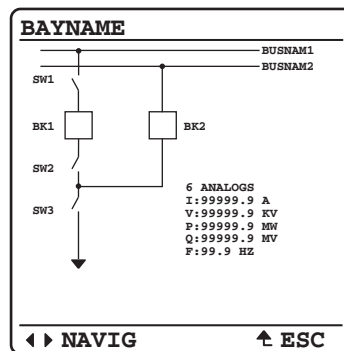 BAYNAME
BUSNAM1
BUSNAM2
SW1
BK1
BK2
SW2
SW3
6 ANALOGS
I:99999.9 A
V:99999.9 KV
P:99999.9 MW
Q:99999.9 MV
F:99.9 HZ
NAVIG
ESC